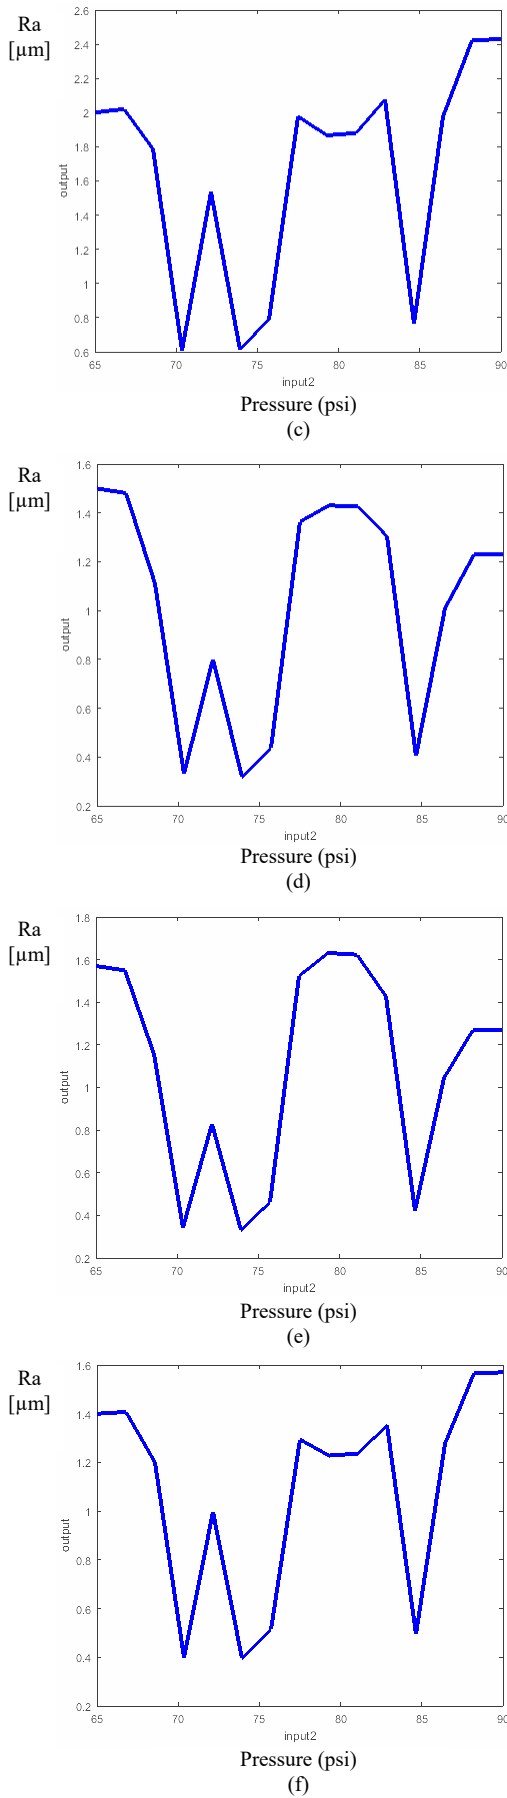 Ra
[µm]
2.6
2.4
2.2
2
1.8
1.6
1.4
1.2
1
0.8
0.6
output
65 70 75 80 85 90
input2
Pressure (psi)
(c)
Ra
[µm]
1.6
1.4
1.2
1
0.8
0.6
0.4
0.2
output
65 70 75 80 85 90
input2
Pressure (psi)
(d)
Ra
[µm]
1.8
1.6
1.4
1.2
1
0.8
0.6
0.4
0.2
output
65 70 75 80 85 90
input2
Pressure (psi)
(e)
Ra
[µm]
1.6
1.4
1.2
1
0.8
0.6
0.4
0.2
output
65 70 75 80 85 90
input2
Pressure (psi)
(f)